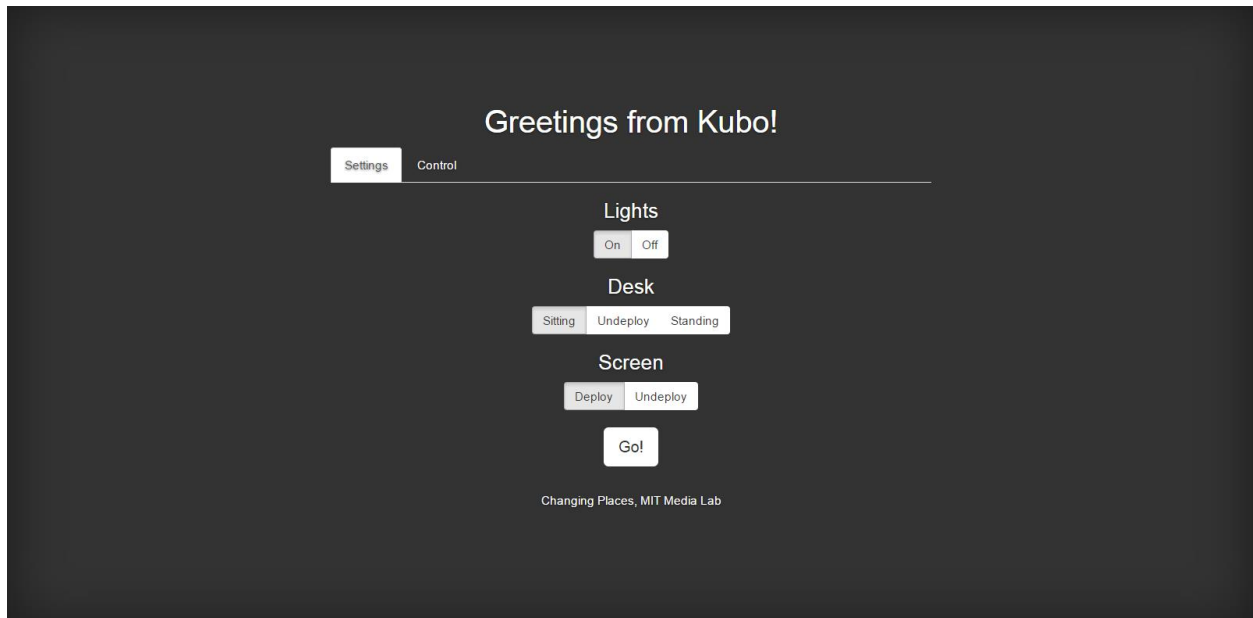 Greetings from Kubo!
Settings Control
Lights
On Off
Desk
Sitting Undeploy Standing
Screen
Deploy Undeploy
Go!
Changing Places, MIT Media Lab